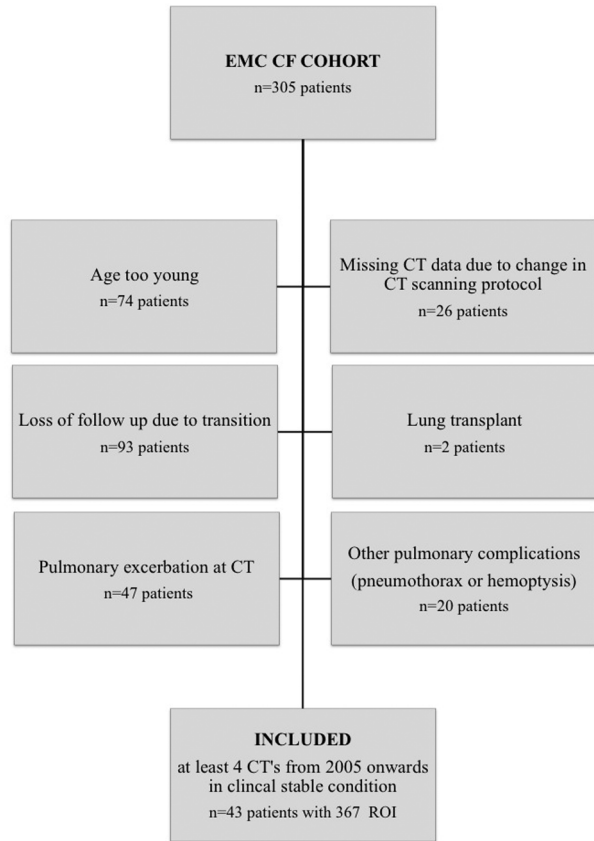 EMC CF COHORT
n=305 patients
Age too young
n=74 patients
Missing CT data due to change in
CT scanning protocol
n=26 patients
Loss of follow up due to transition
n=93 patients
Lung transplant
n=2 patients
Pulmonary excerbation at CT
n=47 patients
Other pulmonary complications
(pneumothorax or hemoptysis)
n=20 patients
INCLUDED
at least 4 CT's from 2005 onwards
in clincal stable condition
n=43 patients with 367 ROI